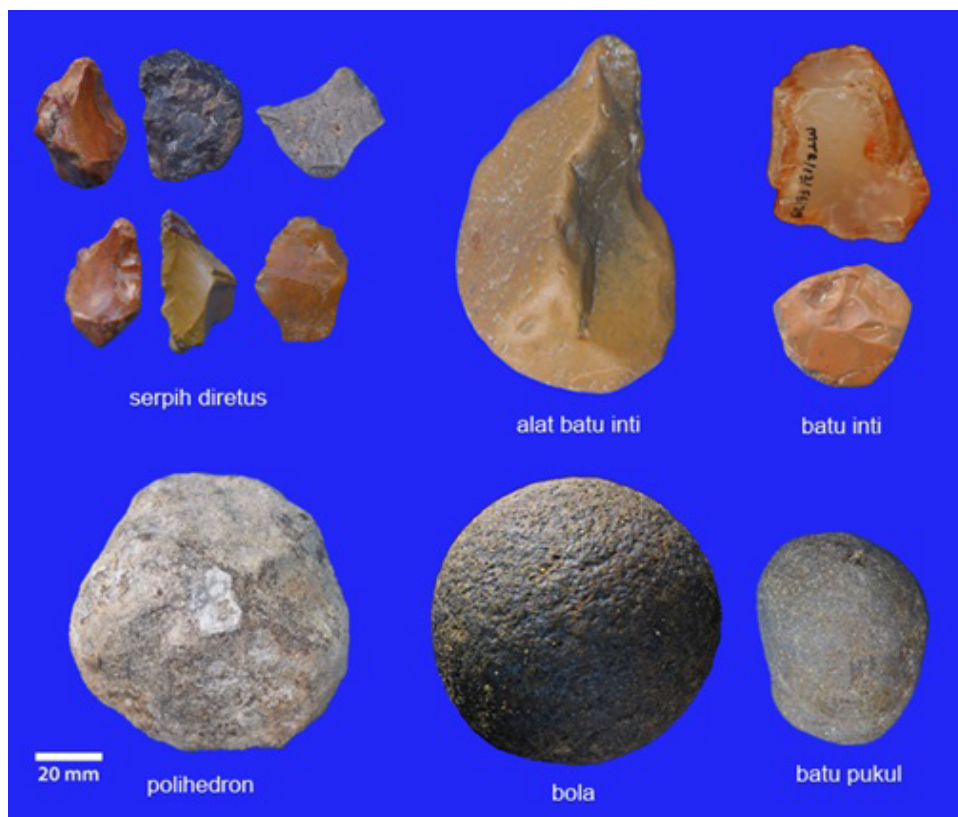 serpih diretus
alat batu inti
batu inti
20 mm
polihedron
bola
batu pukul